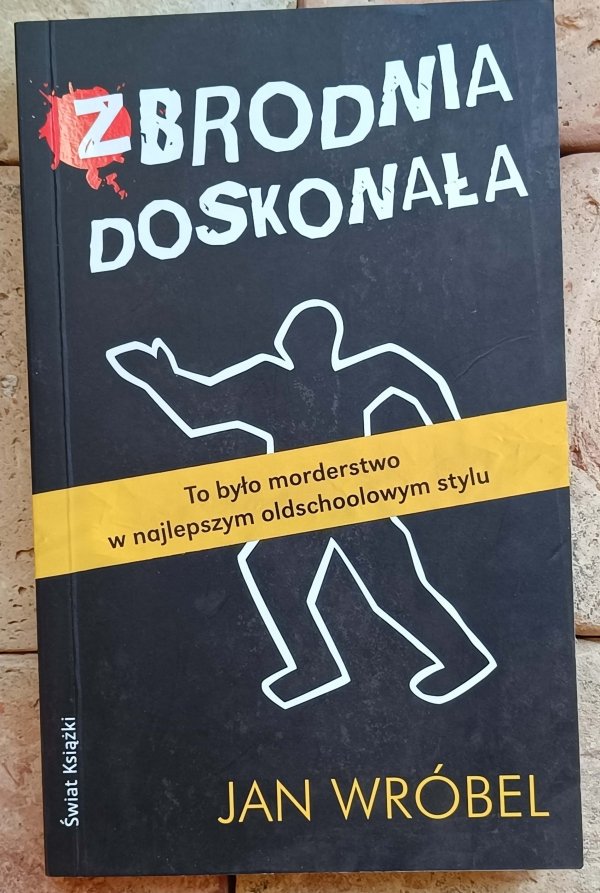 ZBRODNIA
DOSKONAŁA
To było morderstwo
w najlepszym oldschoolowym stylu
Świat Książki
JAN WRÓBEL